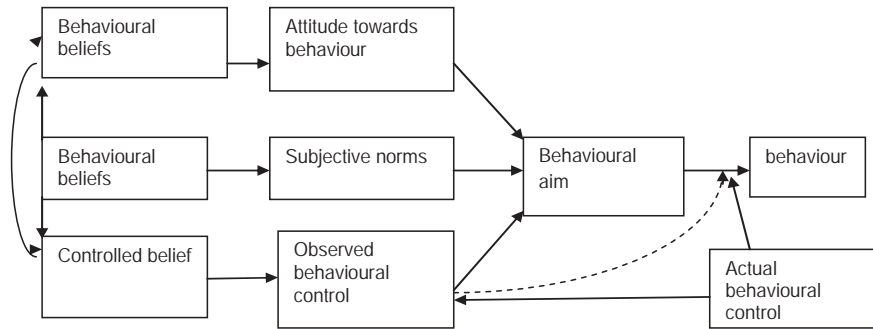 Behavioural
beliefs
Attitude towards
behaviour
Behavioural
beliefs
Subjective norms
Behavioural
aim
behaviour
Controlled belief
Observed
behavioural
control
Actual
behavioural
control